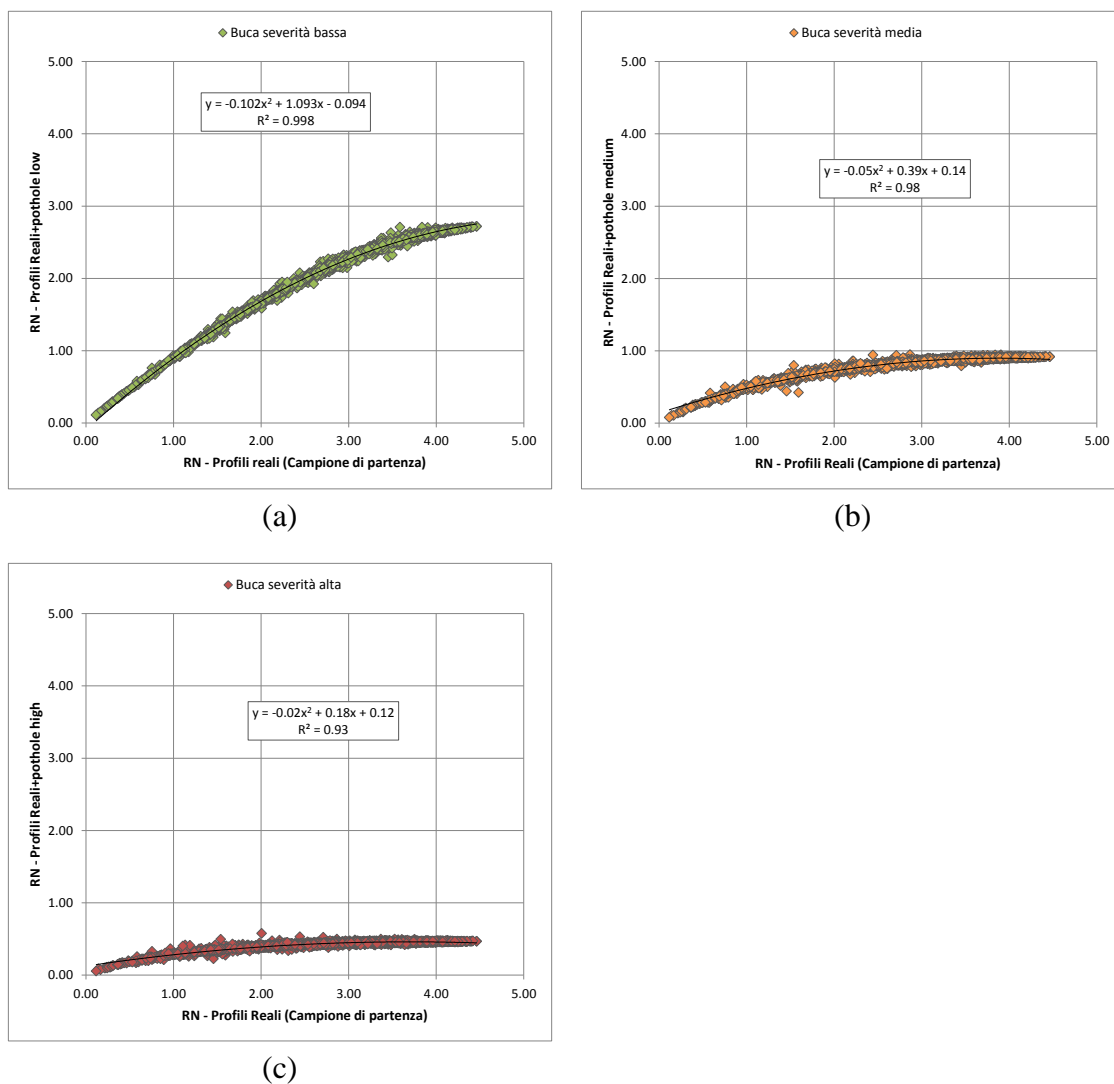 Buca severità bassa
5.00
4.00
3.00
2.00
1.00
0.00
RN - Profili Reali+pothole low
y = -0.102x² + 1.093x - 0.094
R² = 0.998
0.00 1.00 2.00 3.00 4.00 5.00
RN - Profili reali (Campione di partenza)
(a)
Buca severità media
5.00
4.00
3.00
2.00
1.00
0.00
RN - Profili Reali+pothole medium
y = -0.05x² + 0.39x + 0.14
R² = 0.98
0.00 1.00 2.00 3.00 4.00 5.00
RN - Profili Reali (Campione di partenza)
(b)
Buca severità alta
5.00
4.00
3.00
2.00
1.00
0.00
RN - Profili Reali+pothole high
y = -0.02x² + 0.18x + 0.12
R² = 0.93
0.00 1.00 2.00 3.00 4.00 5.00
RN - Profili Reali (Campione di partenza)
(c)